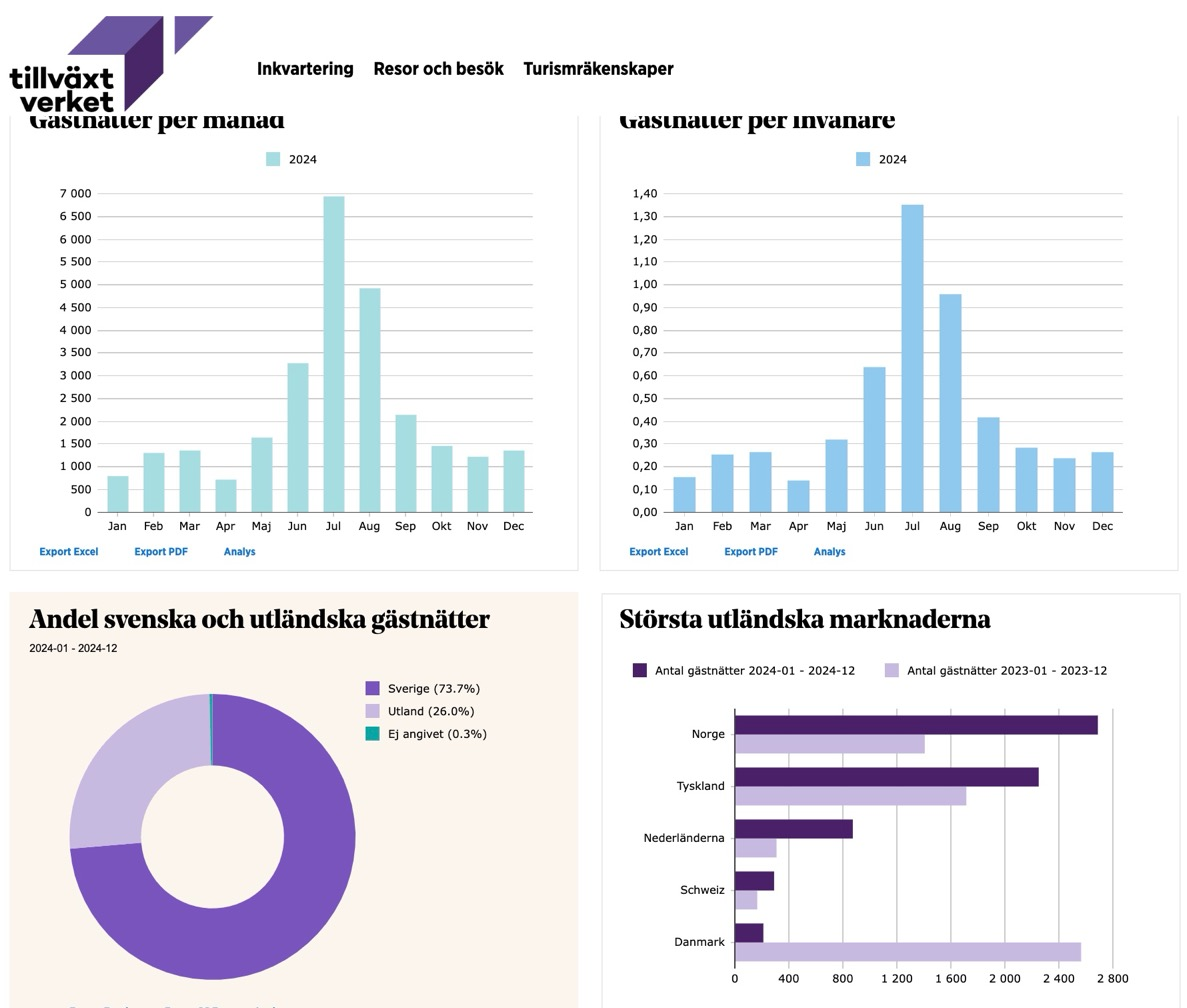 tillväxt
verket
Inkvartering Resor och besök Turismräkenskaper
Gästnätter per månad
2024
7 000
6 500
6 000
5 500
5 000
4 500
4 000
3 500
3 000
2 500
2 000
1 500
1 000
500
0
Jan Feb Mar Apr Maj Jun Jul Aug Sep Okt Nov Dec
Export Excel Export PDF Analys
Gästnätter per invånare
2024
1,40
1,30
1,20
1,10
1,00
0,90
0,80
0,70
0,60
0,50
0,40
0,30
0,20
0,10
0,00
Jan Feb Mar Apr Maj Jun Jul Aug Sep Okt Nov Dec
Export Excel Export PDF Analys
Andel svenska och utländska gästnätter
2024-01 - 2024-12
Sverige (73.7%)
Utland (26.0%)
Ej angivet (0.3%)
Största utländska marknaderna
Antal gästnätter 2024-01 - 2024-12 Antal gästnätter 2023-01 - 2023-12
Norge
Tyskland
Nederländerna
Schweiz
Danmark
0 400 800 1 200 1 600 2 000 2 400 2 800